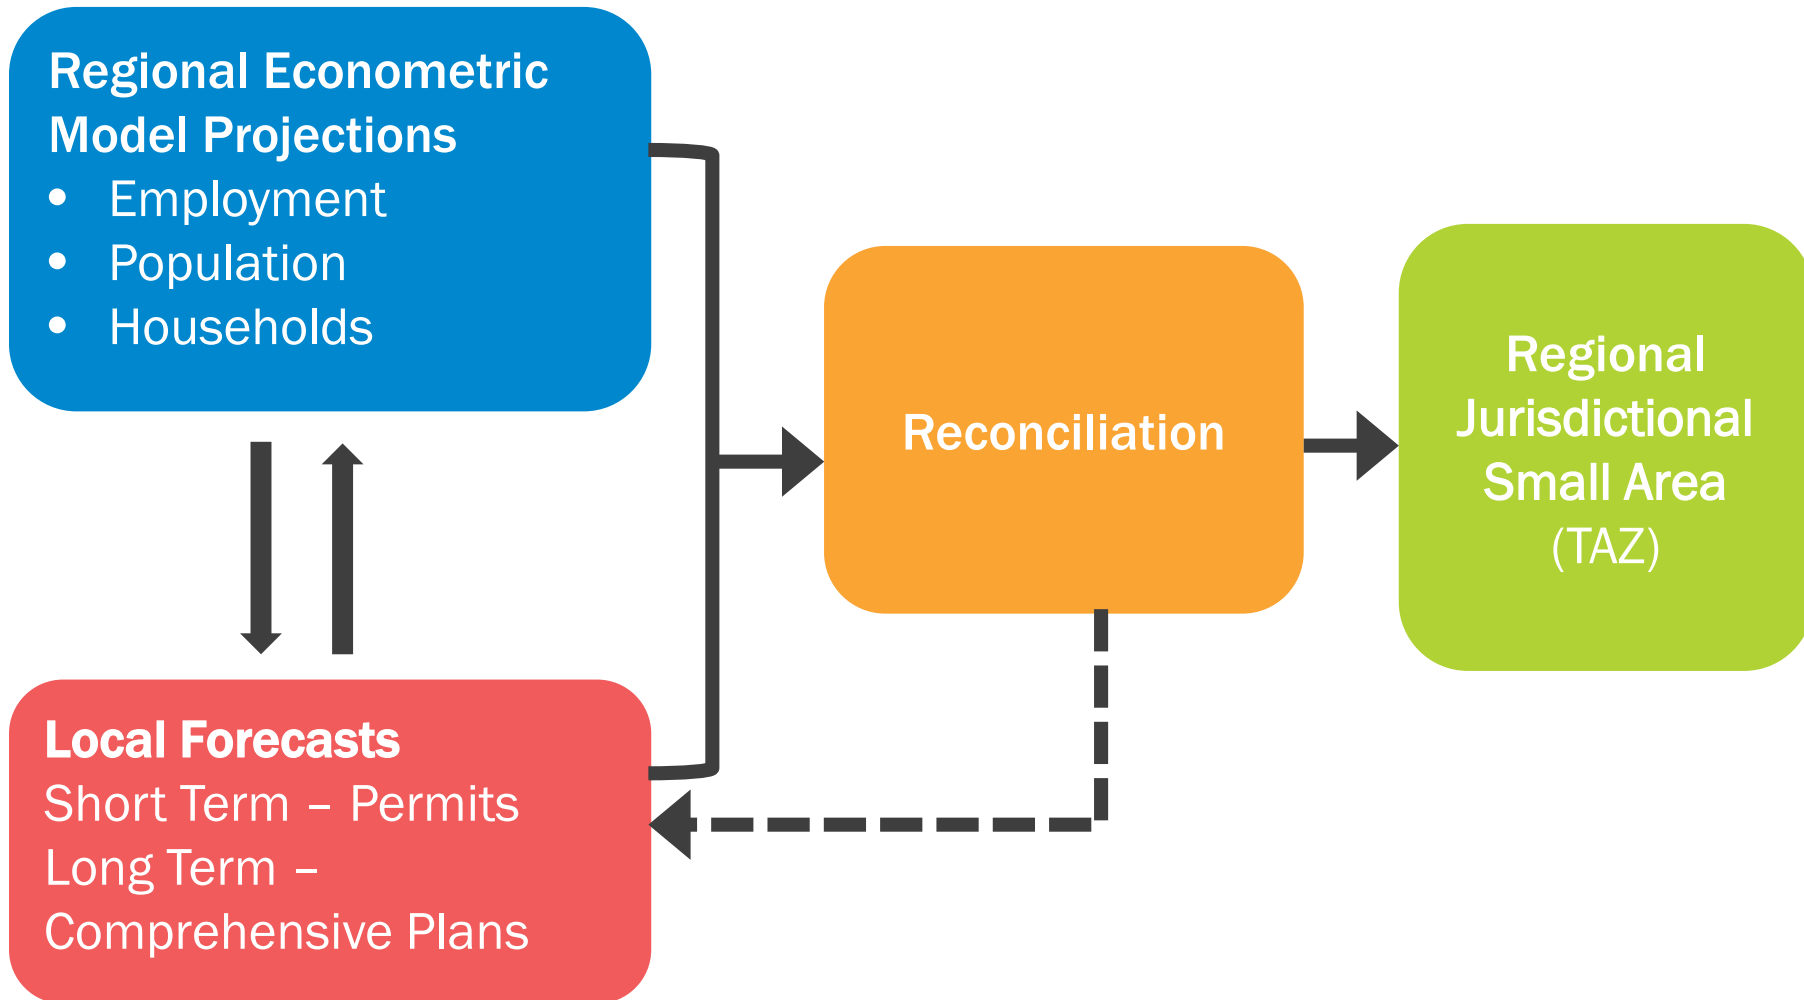 Regional Econometric
Model Projections
• Employment
• Population
• Households
Local Forecasts
Short Term – Permits
Long Term –
Comprehensive Plans
Reconciliation
Regional
Jurisdictional
Small Area
(TAZ)